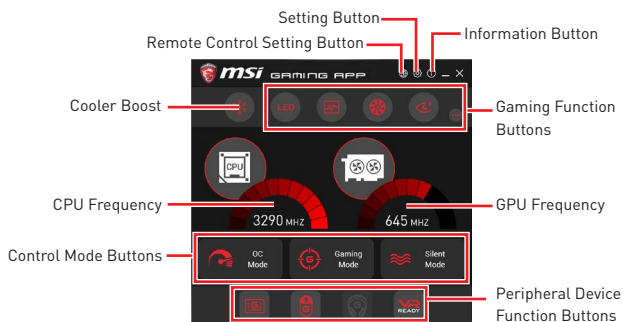 Setting Button
Information Button
Remote Control Setting Button
msi GAMING APP
Cooler Boost
LED
Gaming Function
Buttons
CPU
CPU Frequency
3290 MHZ
645 MHZ
GPU Frequency
Control Mode Buttons
OC
Mode
G
Gaming
Mode
Silent
Mode
VR
READY
Peripheral Device
Function Buttons